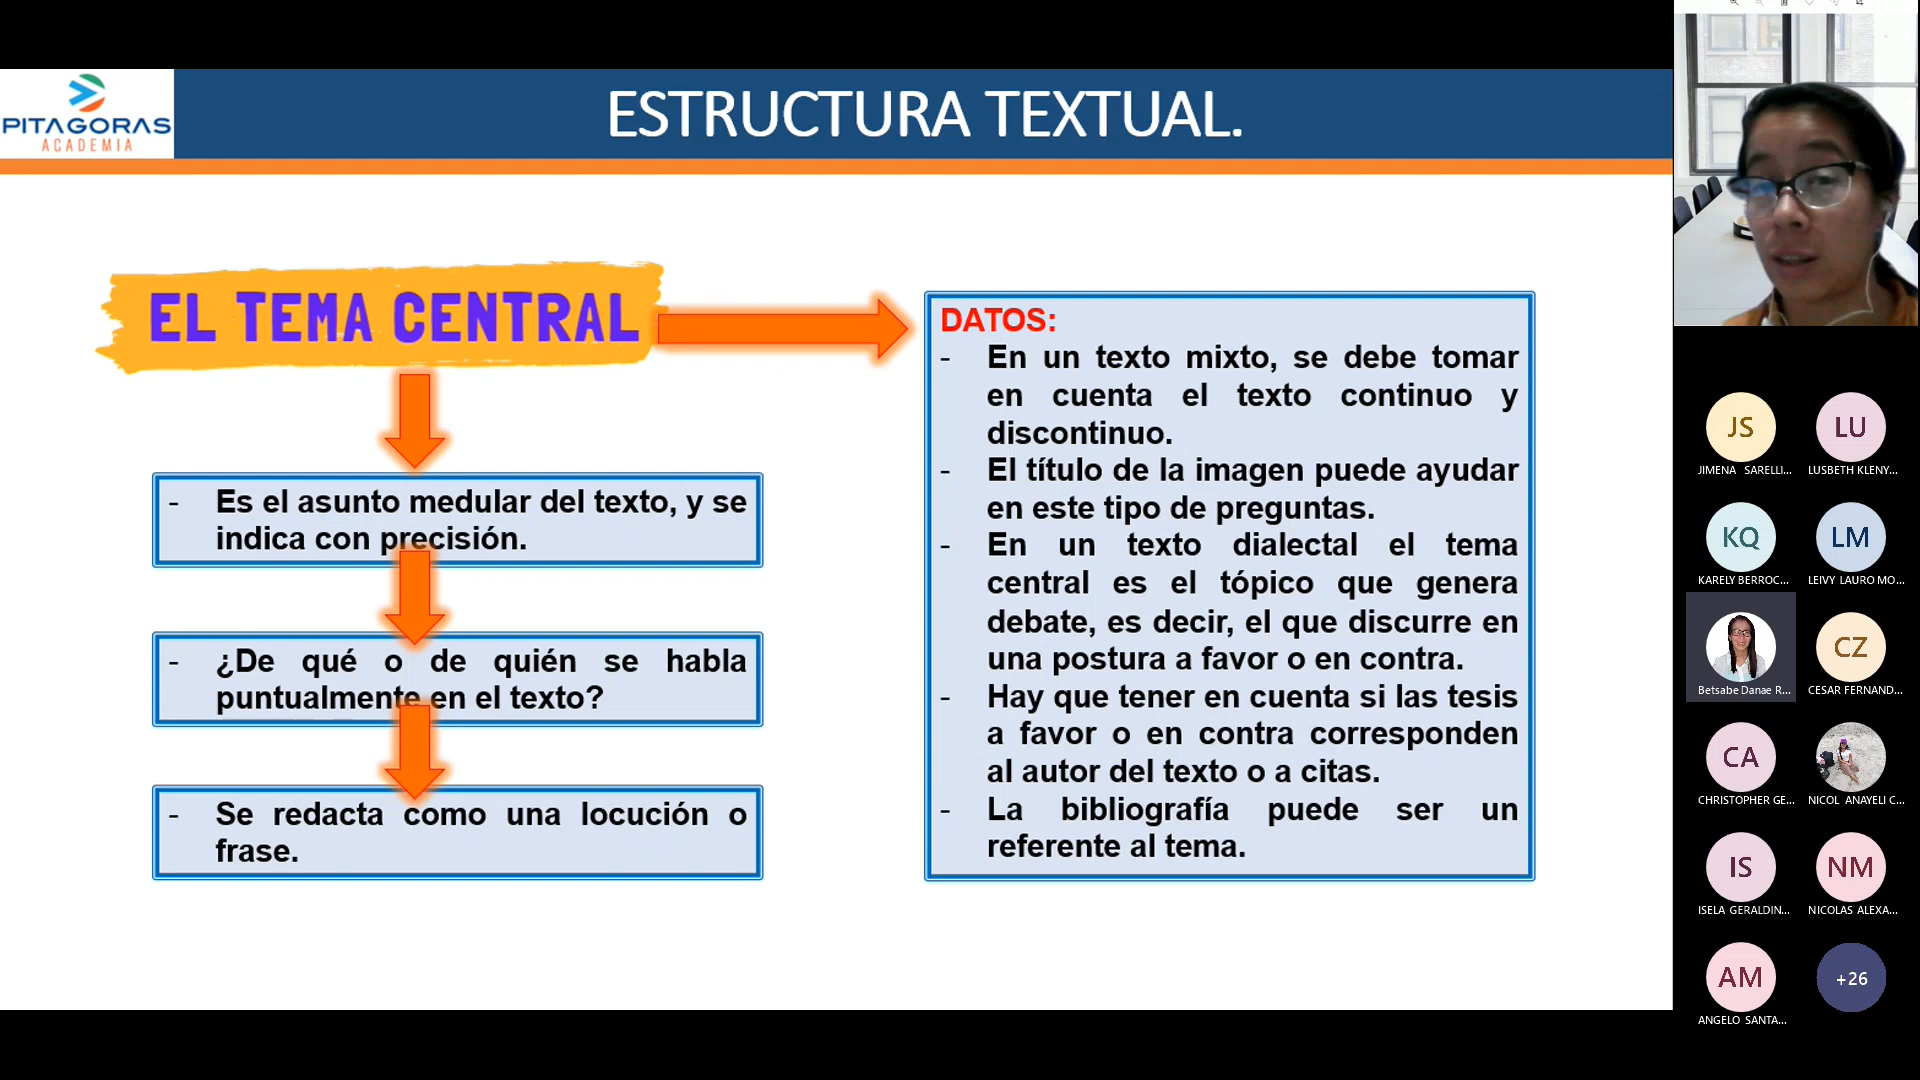 PITAGORAS
ACADEMIA
ESTRUCTURA TEXTUAL.
EL TEMA CENTRAL
- Es el asunto medular del texto, y se
indica con precisión.
- ¿De qué o de quién se habla
puntualmente en el texto?
- Se redacta como una locución o
frase.
DATOS:
- En un texto mixto, se debe tomar
en cuenta el texto continuo y
discontinuo.
- El título de la imagen puede ayudar
en este tipo de preguntas.
- En un texto dialectal el tema
central es el tópico que genera
debate, es decir, el que discurre en
una postura a favor o en contra.
- Hay que tener en cuenta si las tesis
a favor o en contra corresponden
al autor del texto o a citas.
- La bibliografía puede ser un
referente al tema.
JS
JIMENA SARELLI...
LU
LUSBETH KLENY...
KQ
KARELY BERROC...
LM
LEIVY LAURO MO...
Betsabe Danae R...
CZ
CESAR FERNAND...
CA
CHRISTOPHER GE...
NICOL ANAYELI C...
IS
ISELA GERALDIN...
NM
NICOLAS ALEXA...
AM
ANGELO SANTA...
+26